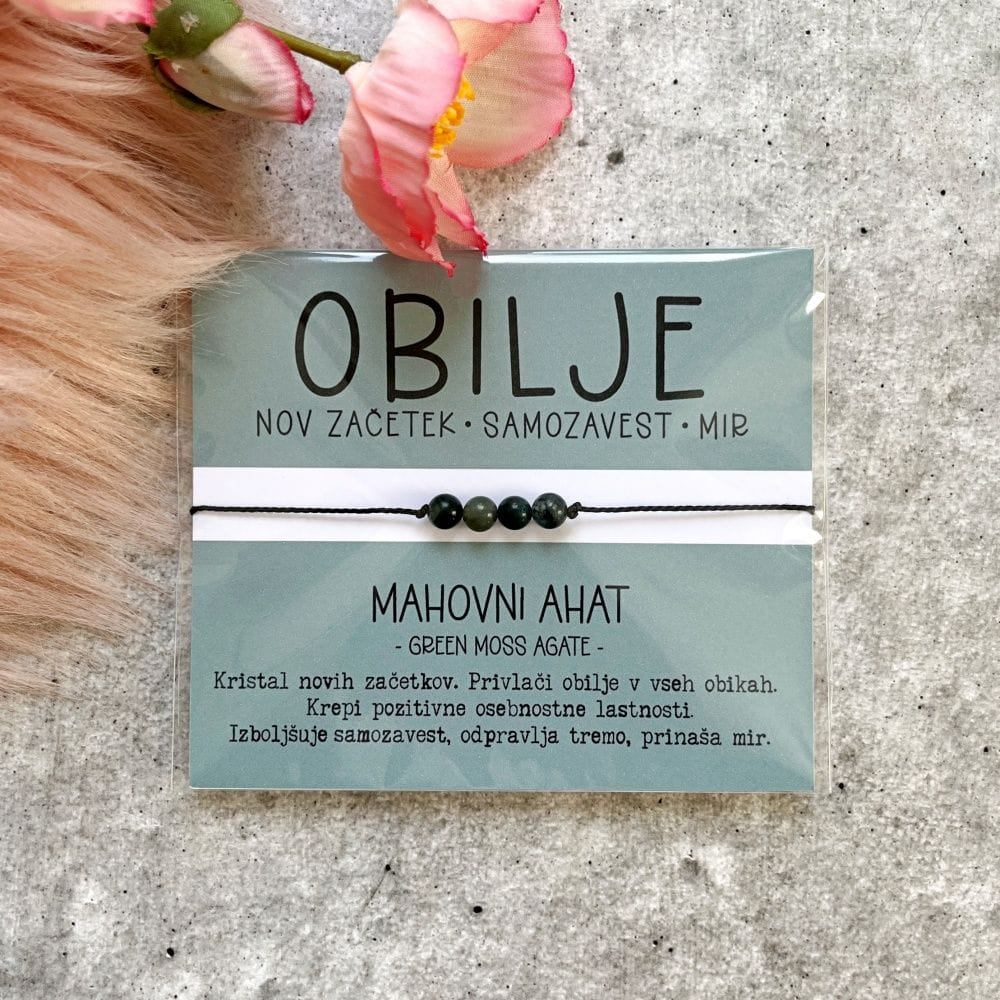 OBILJE
NOV ZAČETEK • SAMOZAVEST • MIR
MAHOVNI AHAT
- GREEN MOSS AGATE -
Kristal novih začetkov. Privlači obilje v vseh obikah.
Krepi pozitivne osebnostne lastnosti.
Izboljšuje samozavest, odpravlja tremo, prinaša mir.